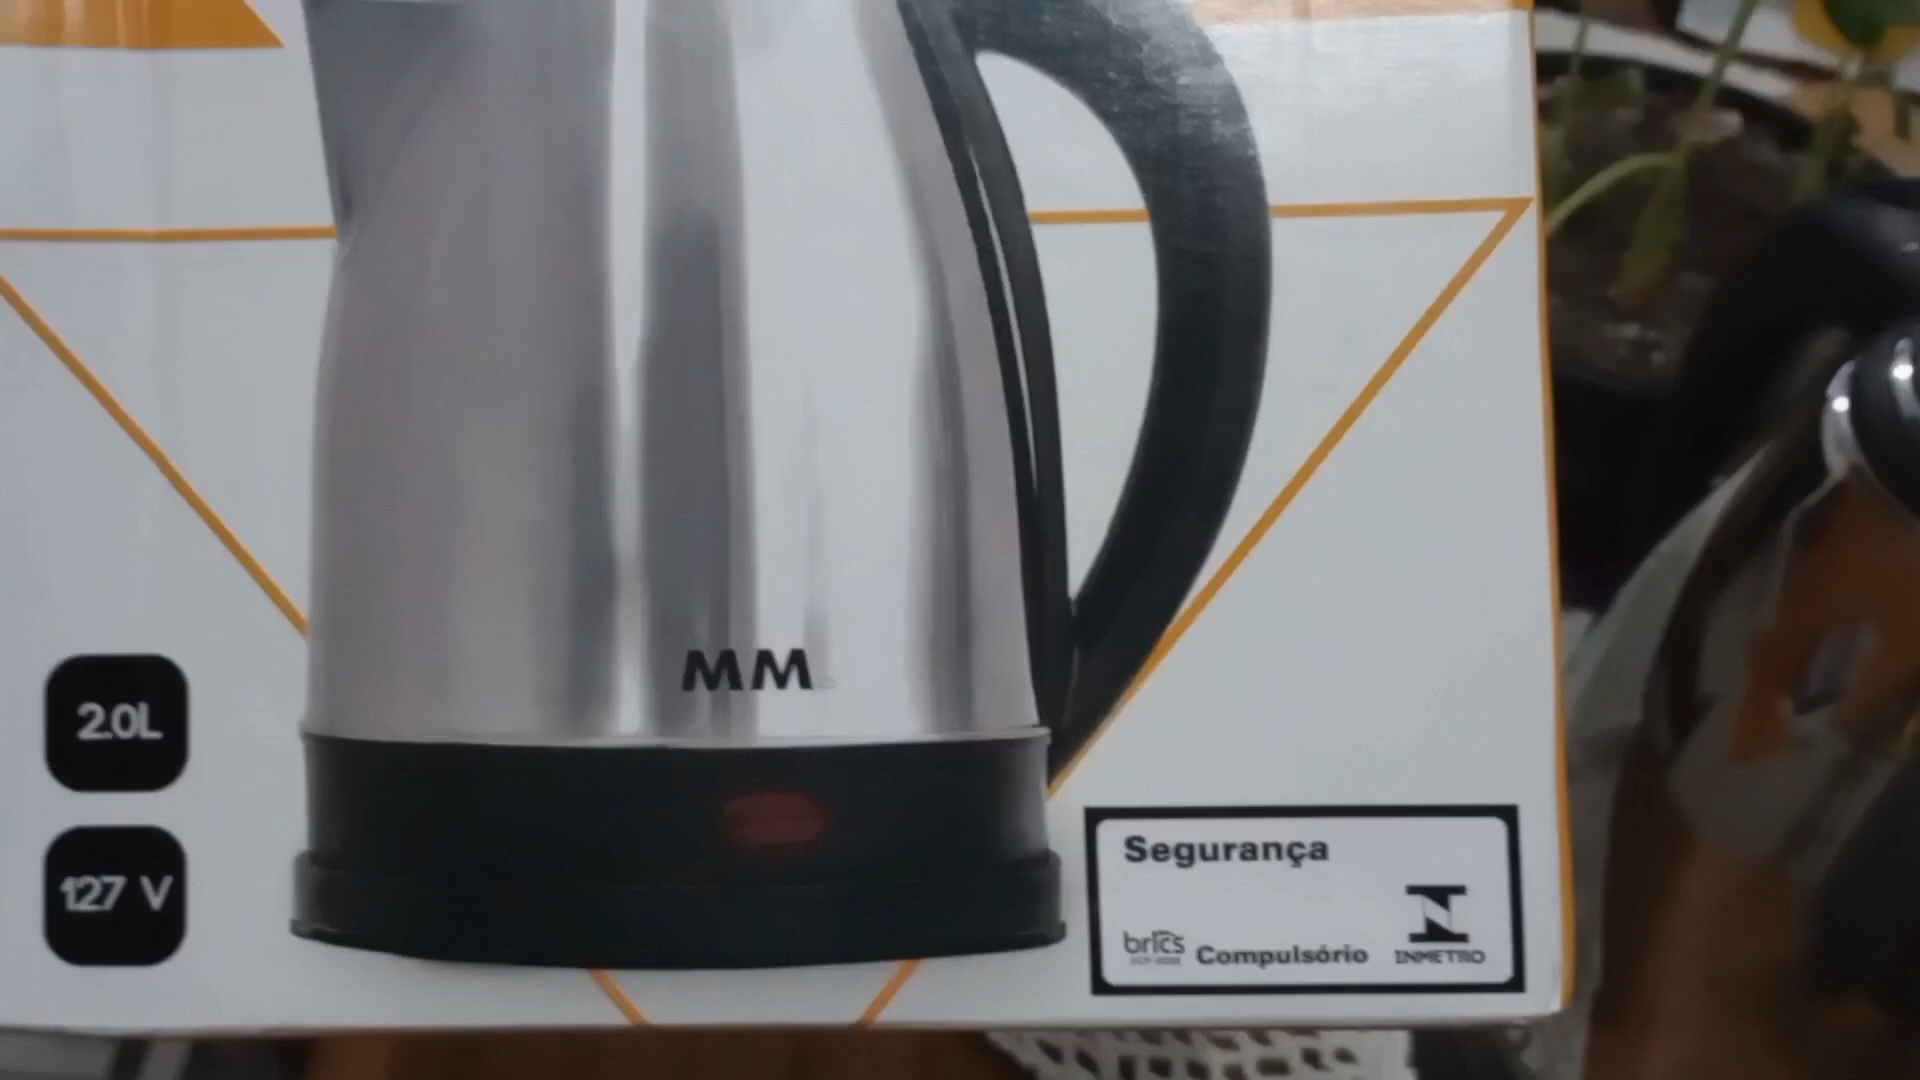 MM
2.0L
127 V
Segurança
brics
Compulsório
INMETRO